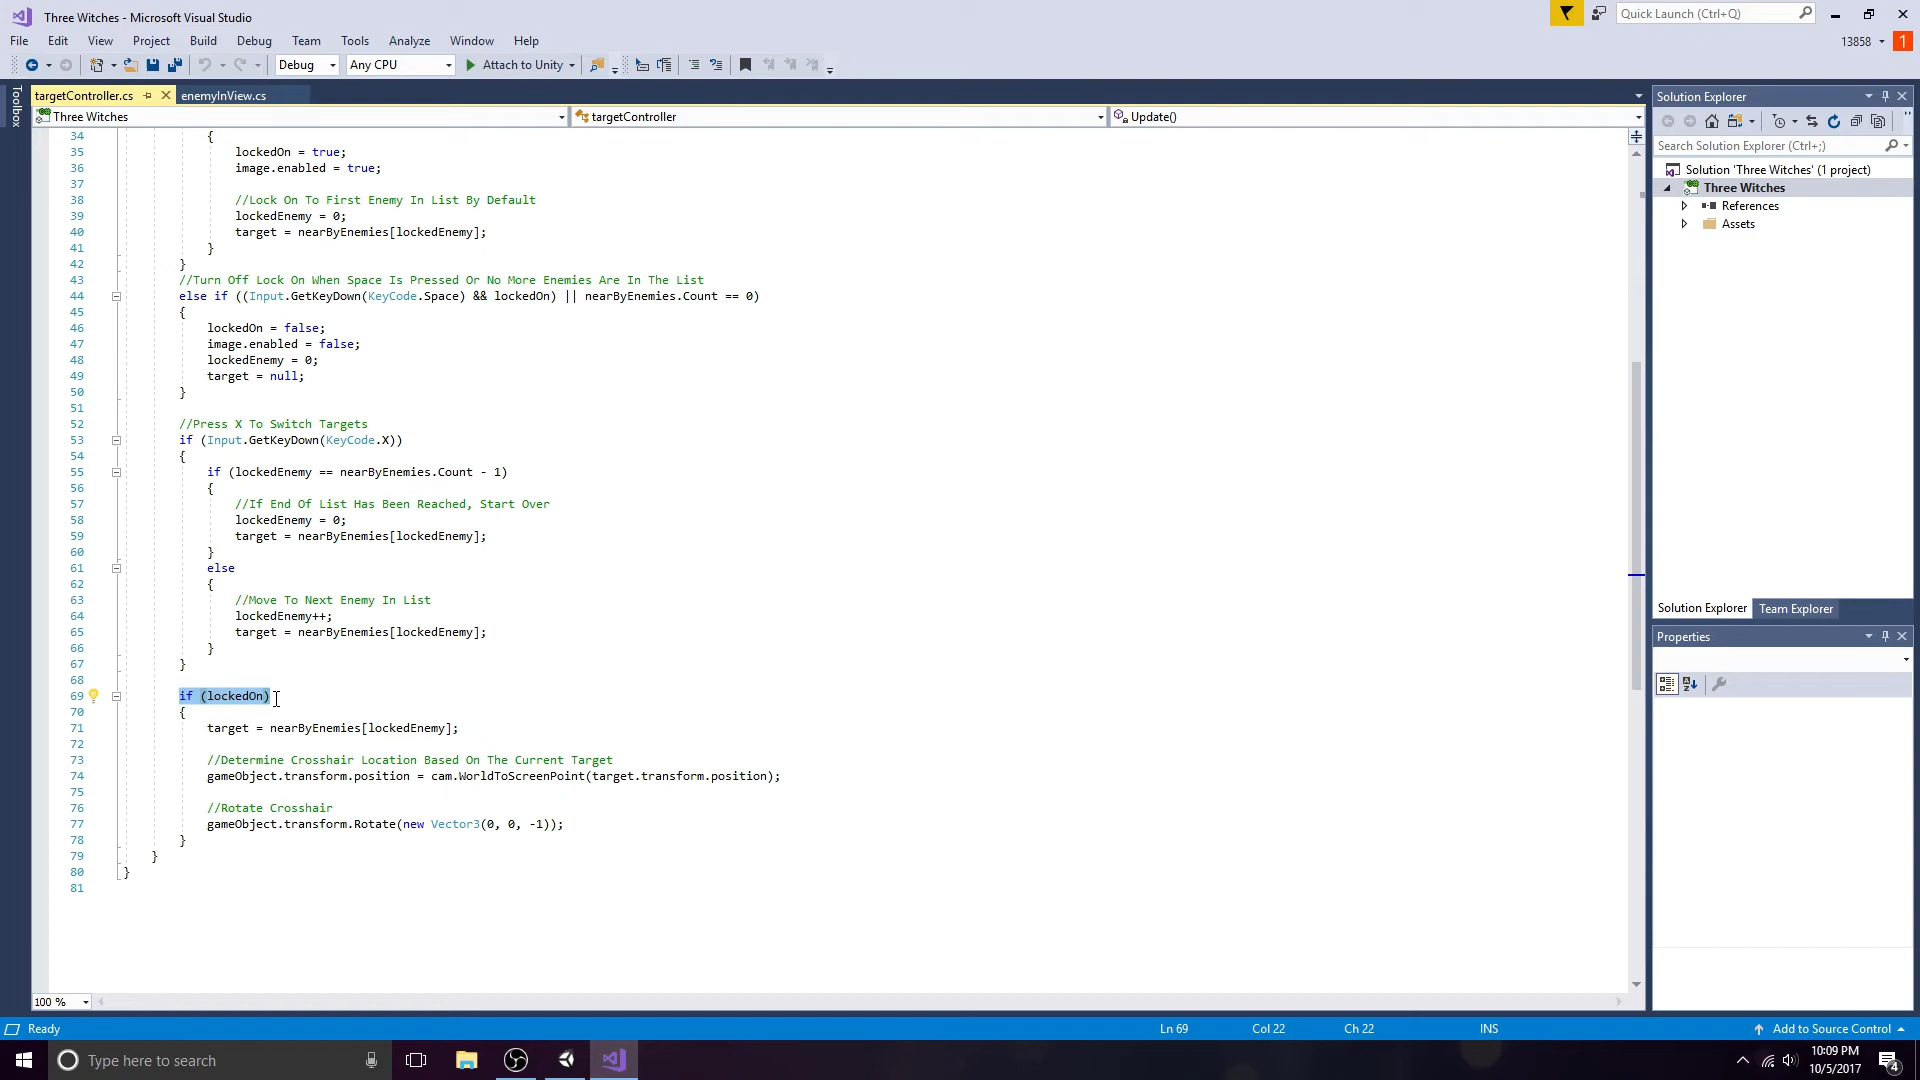 Three Witches - Microsoft Visual Studio
Quick Launch (Ctrl+Q)
File Edit View Project Build Debug Team Tools Analyze Window Help
13858
1
Debug Any CPU Attach to Unity
Toolbox
targetController.cs enemyInView.cs
Three Witches targetController Update()
34 {
35 lockedOn = true;
36 image.enabled = true;
37
38 //Lock On To First Enemy In List By Default
39 lockedEnemy = 0;
40 target = nearByEnemies[lockedEnemy];
41 }
42 }
43 //Turn Off Lock On When Space Is Pressed Or No More Enemies Are In The List
44 else if ((Input.GetKeyDown(KeyCode.Space) && lockedOn) || nearByEnemies.Count == 0)
45 {
46 lockedOn = false;
47 image.enabled = false;
48 lockedEnemy = 0;
49 target = null;
50 }
51
52 //Press X To Switch Targets
53 if (Input.GetKeyDown(KeyCode.X))
54 {
55 if (lockedEnemy == nearByEnemies.Count - 1)
56 {
57 //If End Of List Has Been Reached, Start Over
58 lockedEnemy = 0;
59 target = nearByEnemies[lockedEnemy];
60 }
61 else
62 {
63 //Move To Next Enemy In List
64 lockedEnemy++;
65 target = nearByEnemies[lockedEnemy];
66 }
67 }
68
69 if (lockedOn)
70 {
71 target = nearByEnemies[lockedEnemy];
72
73 //Determine Crosshair Location Based On The Current Target
74 gameObject.transform.position = cam.WorldToScreenPoint(target.transform.position);
75
76 //Rotate Crosshair
77 gameObject.transform.Rotate(new Vector3(0, 0, -1));
78 }
79 }
80 }
81
100 %
Solution Explorer
Search Solution Explorer (Ctrl+;)
Solution 'Three Witches' (1 project)
Three Witches
References
Assets
Solution Explorer Team Explorer
Properties
Ready Ln 69 Col 22 Ch 22 INS Add to Source Control
Type here to search
10:09 PM
10/5/2017
4